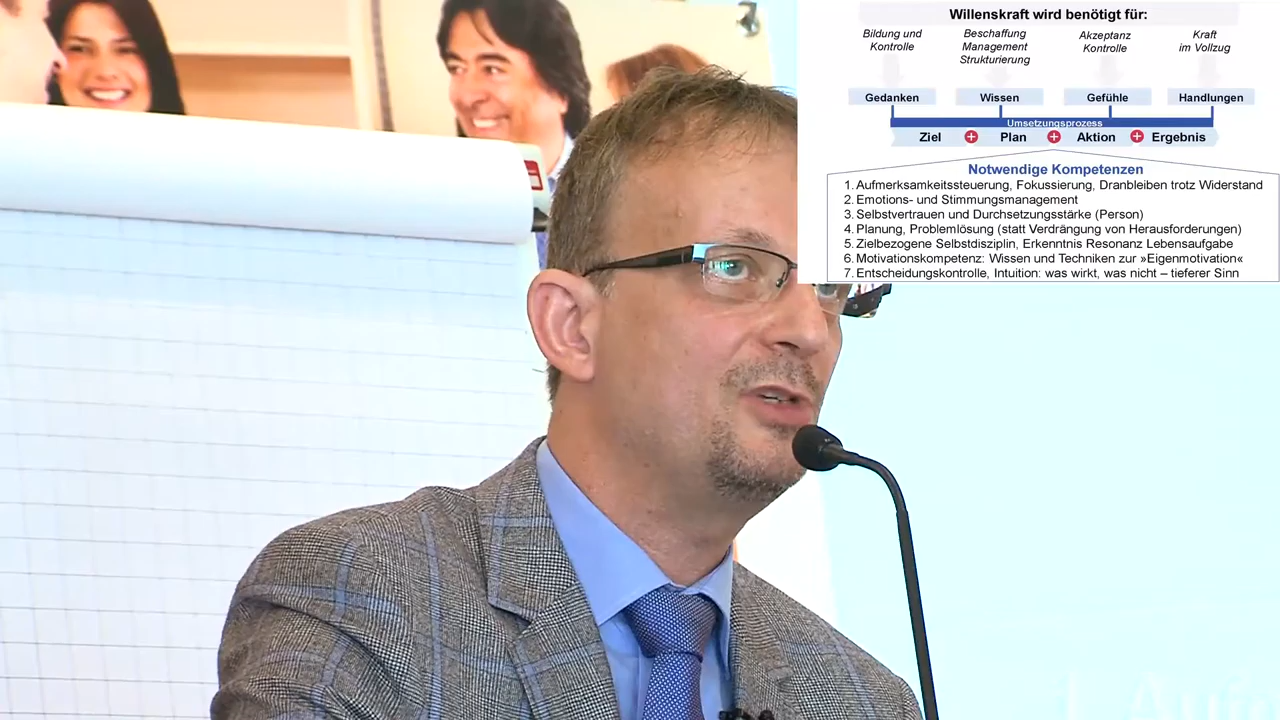 Willenskraft wird benötigt für:
Bildung und
Kontrolle
Beschaffung
Management
Strukturierung
Akzeptanz
Kontrolle
Kraft
im Vollzug
Gedanken
Wissen
Gefühle
Handlungen
Umsetzungsprozess
Ziel + Plan + Aktion + Ergebnis
Notwendige Kompetenzen
1. Aufmerksamkeitssteuerung, Fokussierung, Dranbleiben trotz Widerstand
2. Emotions- und Stimmungsmanagement
3. Selbstvertrauen und Durchsetzungsstärke (Person)
4. Planung, Problemlösung (statt Verdrängung von Herausforderungen)
5. Zielbezogene Selbstdisziplin, Erkenntnis Resonanz Lebensaufgabe
6. Motivationskompetenz: Wissen und Techniken zur »Eigenmotivation«
7. Entscheidungskontrolle, Intuition: was wirkt, was nicht – tieferer Sinn